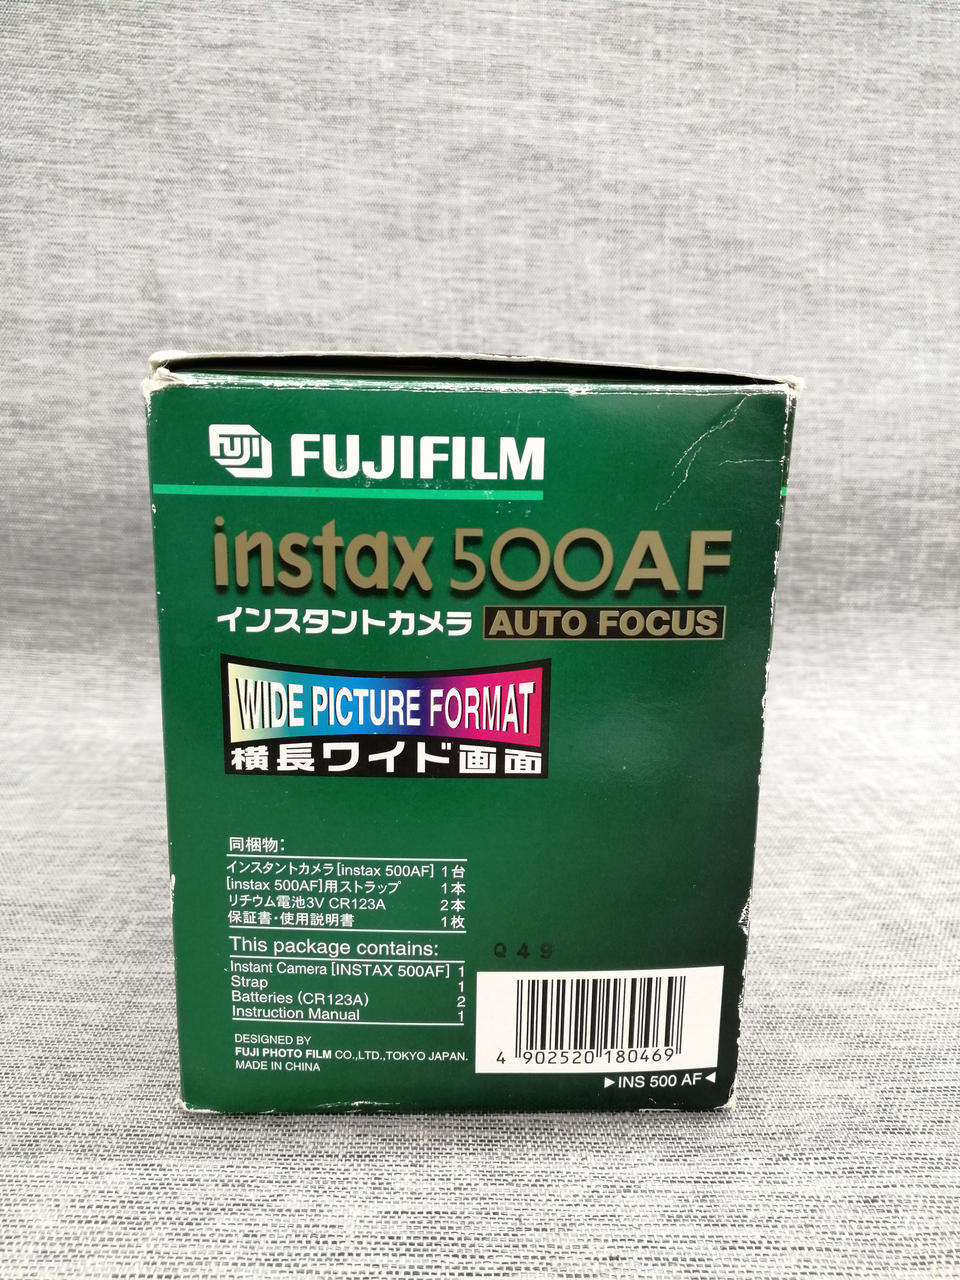 FUJI FUJIFILM
instax 500AF
インスタントカメラ AUTO FOCUS
WIDE PICTURE FORMAT
横長ワイド画面
同梱物:
インスタントカメラ[instax 500AF] 1台
[instax 500AF]用ストラップ 1本
リチウム電池3V CR123A 2本
保証書・使用説明書 1枚
This package contains:
Instant Camera [INSTAX 500AF] 1
Strap 1
Batteries (CR123A) 2
Instruction Manual 1
DESIGNED BY
FUJI PHOTO FILM CO.,LTD.,TOKYO JAPAN.
MADE IN CHINA
Q49
4 902520 180469
▶INS 500 AF◀